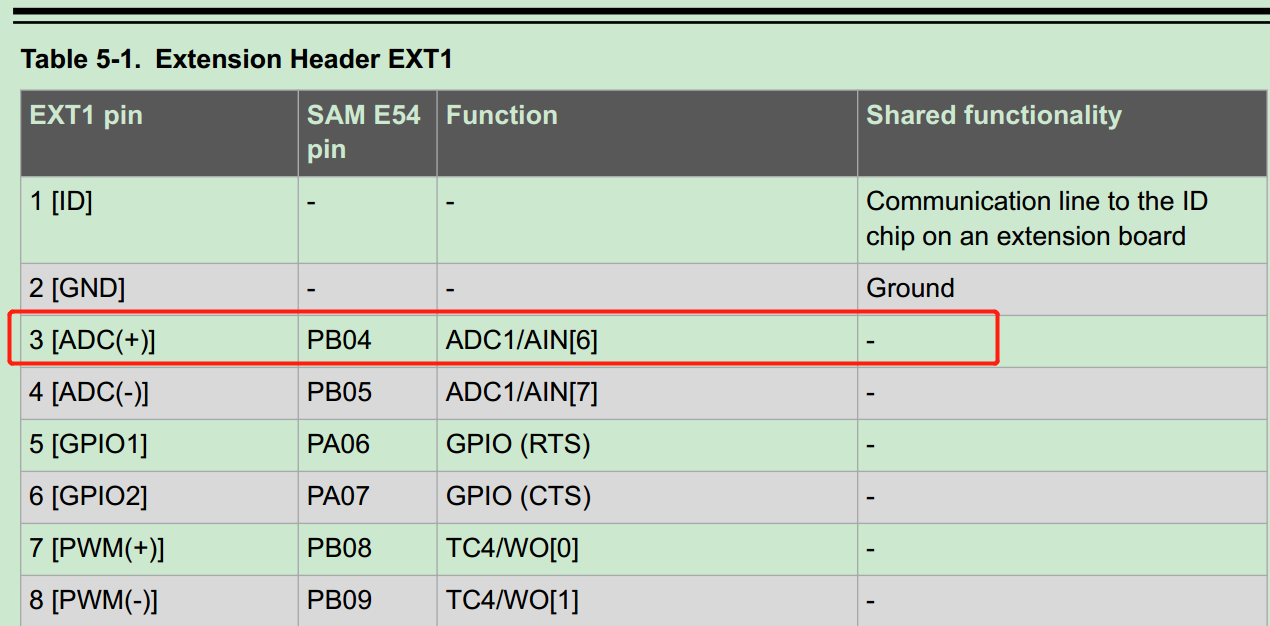 Table 5-1. Extension Header EXT1
EXT1 pin SAM E54 pin Function Shared functionality
1 [ID] - - Communication line to the ID chip on an extension board
2 [GND] - - Ground
3 [ADC(+)] PB04 ADC1/AIN[6] -
4 [ADC(-)] PB05 ADC1/AIN[7] -
5 [GPIO1] PA06 GPIO (RTS) -
6 [GPIO2] PA07 GPIO (CTS) -
7 [PWM(+)] PB08 TC4/WO[0] -
8 [PWM(-)] PB09 TC4/WO[1] -